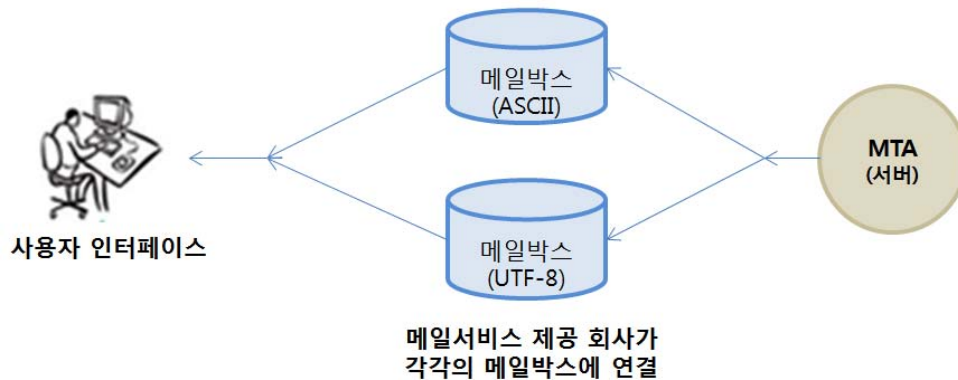 메일박스
(ASCII)
MTA
(서버)
사용자 인터페이스
메일박스
(UTF-8)
메일서비스 제공 회사가
각각의 메일박스에 연결